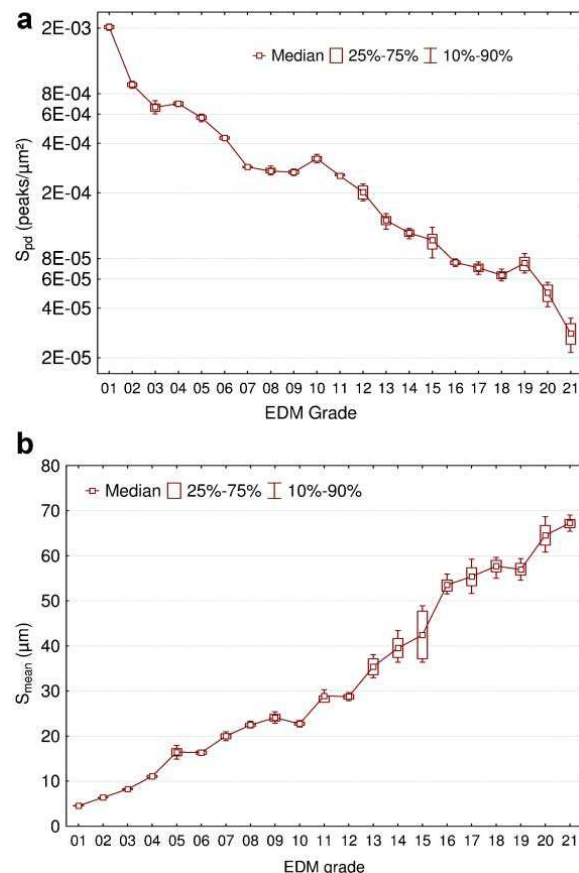 a
Median 25%-75% 10%-90%
2E-03
8E-04
6E-04
4E-04
2E-04
8E-05
6E-05
4E-05
2E-05
Spd (peaks/µm²)
01 02 03 04 05 06 07 08 09 10 11 12 13 14 15 16 17 18 19 20 21
EDM Grade
b
Median 25%-75% 10%-90%
80
70
60
50
40
30
20
10
0
Smean (µm)
01 02 03 04 05 06 07 08 09 10 11 12 13 14 15 16 17 18 19 20 21
EDM grade